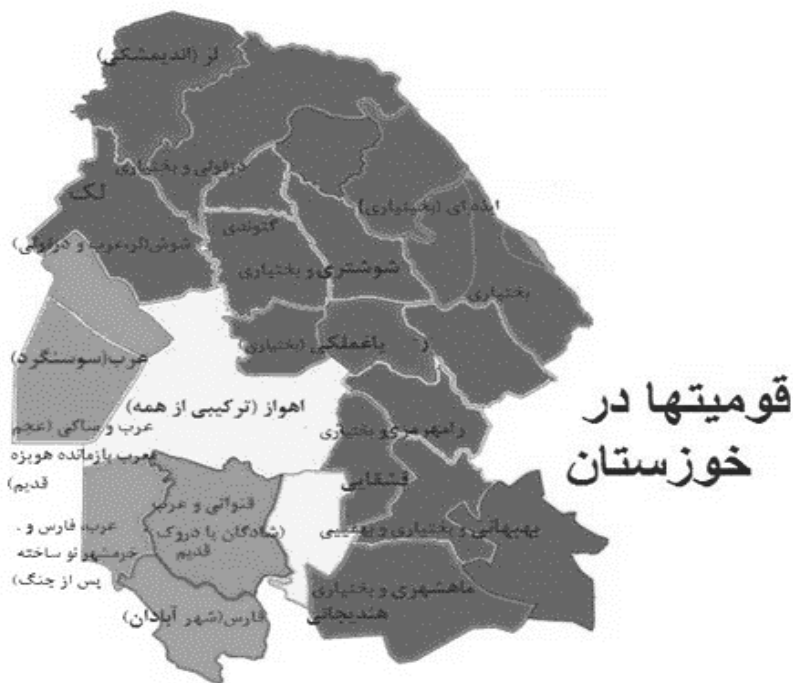 لر (اندیمشکی)
دزفولی و بختیاری
لک
ایذه ای (بختیاری)
گتوندی
شوش(لر،عرب و دزفولی)
شوشتری و بختیاری
بختیاری
ر
باغملکی (بختیاری)
عرب(سوسنگرد)
قومیتها در
خوزستان
اهواز (ترکیبی از همه)
عرب و ساکی (عجم
معرب بازمانده هویزه
قدیم)
رامهرمزی و بختیاری
قشقایی
قنواتی و عرب
(شادگان یا دروک
قدیم
عرب، فارس و .
خرمشهر نو ساخته
پس از جنگ)
بهبهانی و بختیاری و بهمییی
ماهشهری و بختیاری
هندیجانی
فارس(شهر آبادان)